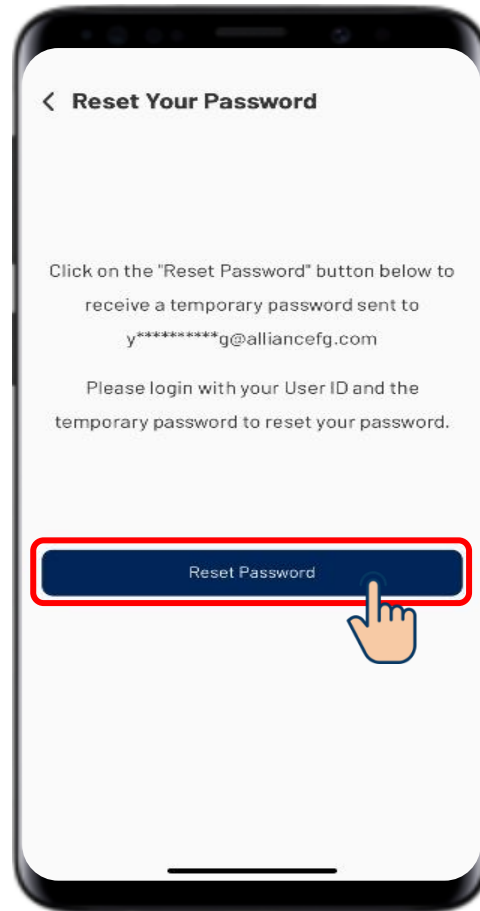 Reset Your Password
Click on the "Reset Password" button below to
receive a temporary password sent to
y**********g@alliancefg.com
Please login with your User ID and the
temporary password to reset your password.
Reset Password